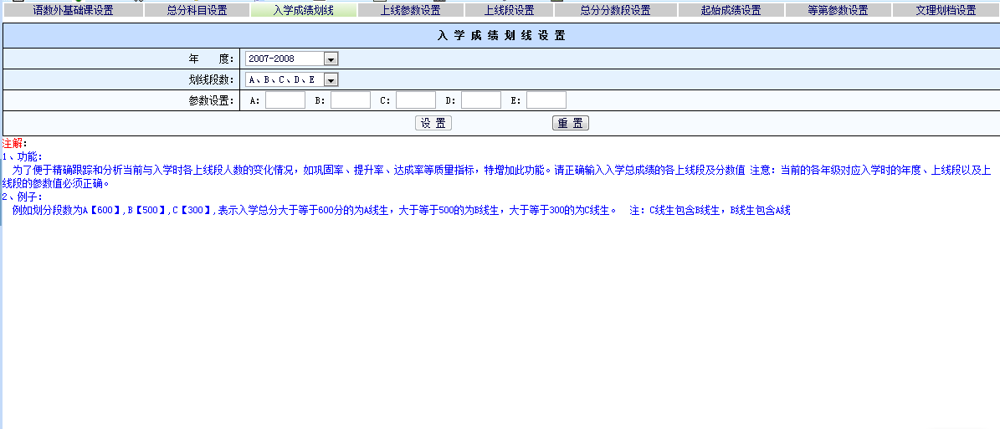 语数外基础课设置 总分科目设置 入学成绩划线 上线参数设置 上线段设置 总分分数段设置 起始成绩设置 等第参数设置 文理划档设置
入 学 成 绩 划 线 设 置
年 度: 2007-2008
划线段数: A、B、C、D、E
参数设置: A: B: C: D: E:
设 置 重 置
注解:
1、功能:
为了便于精确跟踪和分析当前与入学时各上线段人数的变化情况，如巩固率、提升率、达成率等质量指标，特增加此功能。请正确输入入学总成绩的各上线段及分数值 注意: 当前的各年级对应入学时的年度、上线段以及上
线段的参数值必须正确。
2、例子:
例如划分段数为A【600】,B【500】,C【300】,表示入学总分大于等于600分的为A线生，大于等于500的为B线生，大于等于300的为C线生。 注: C线生包含B线生，B线生包含A线